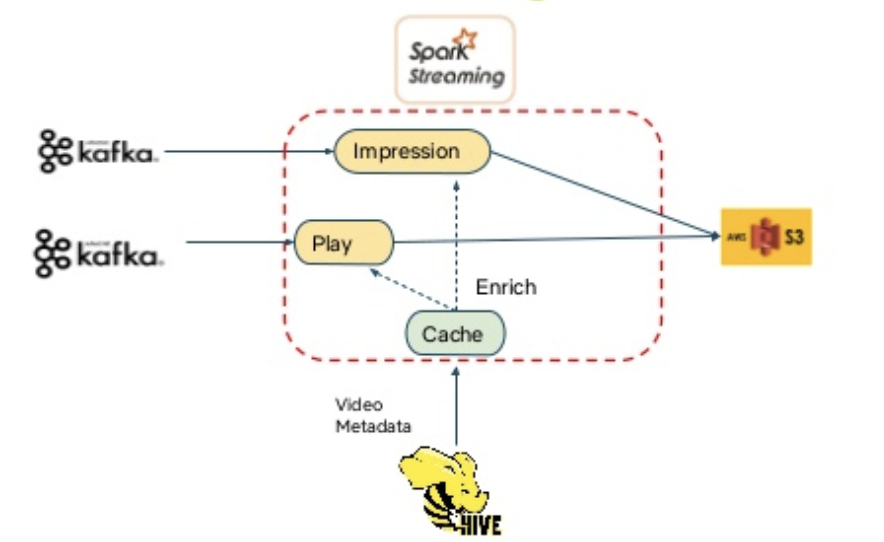 Spark
Streaming
kafka.
Impression
kafka.
Play
AWS S3
Enrich
Cache
Video
Metadata
HIVE